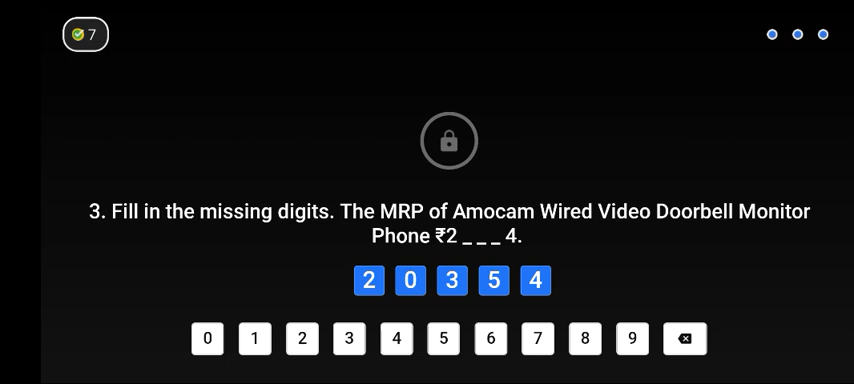 7
3. Fill in the missing digits. The MRP of Amocam Wired Video Doorbell Monitor
Phone ₹2 _ _ _ 4.
2 0 3 5 4
0 1 2 3 4 5 6 7 8 9